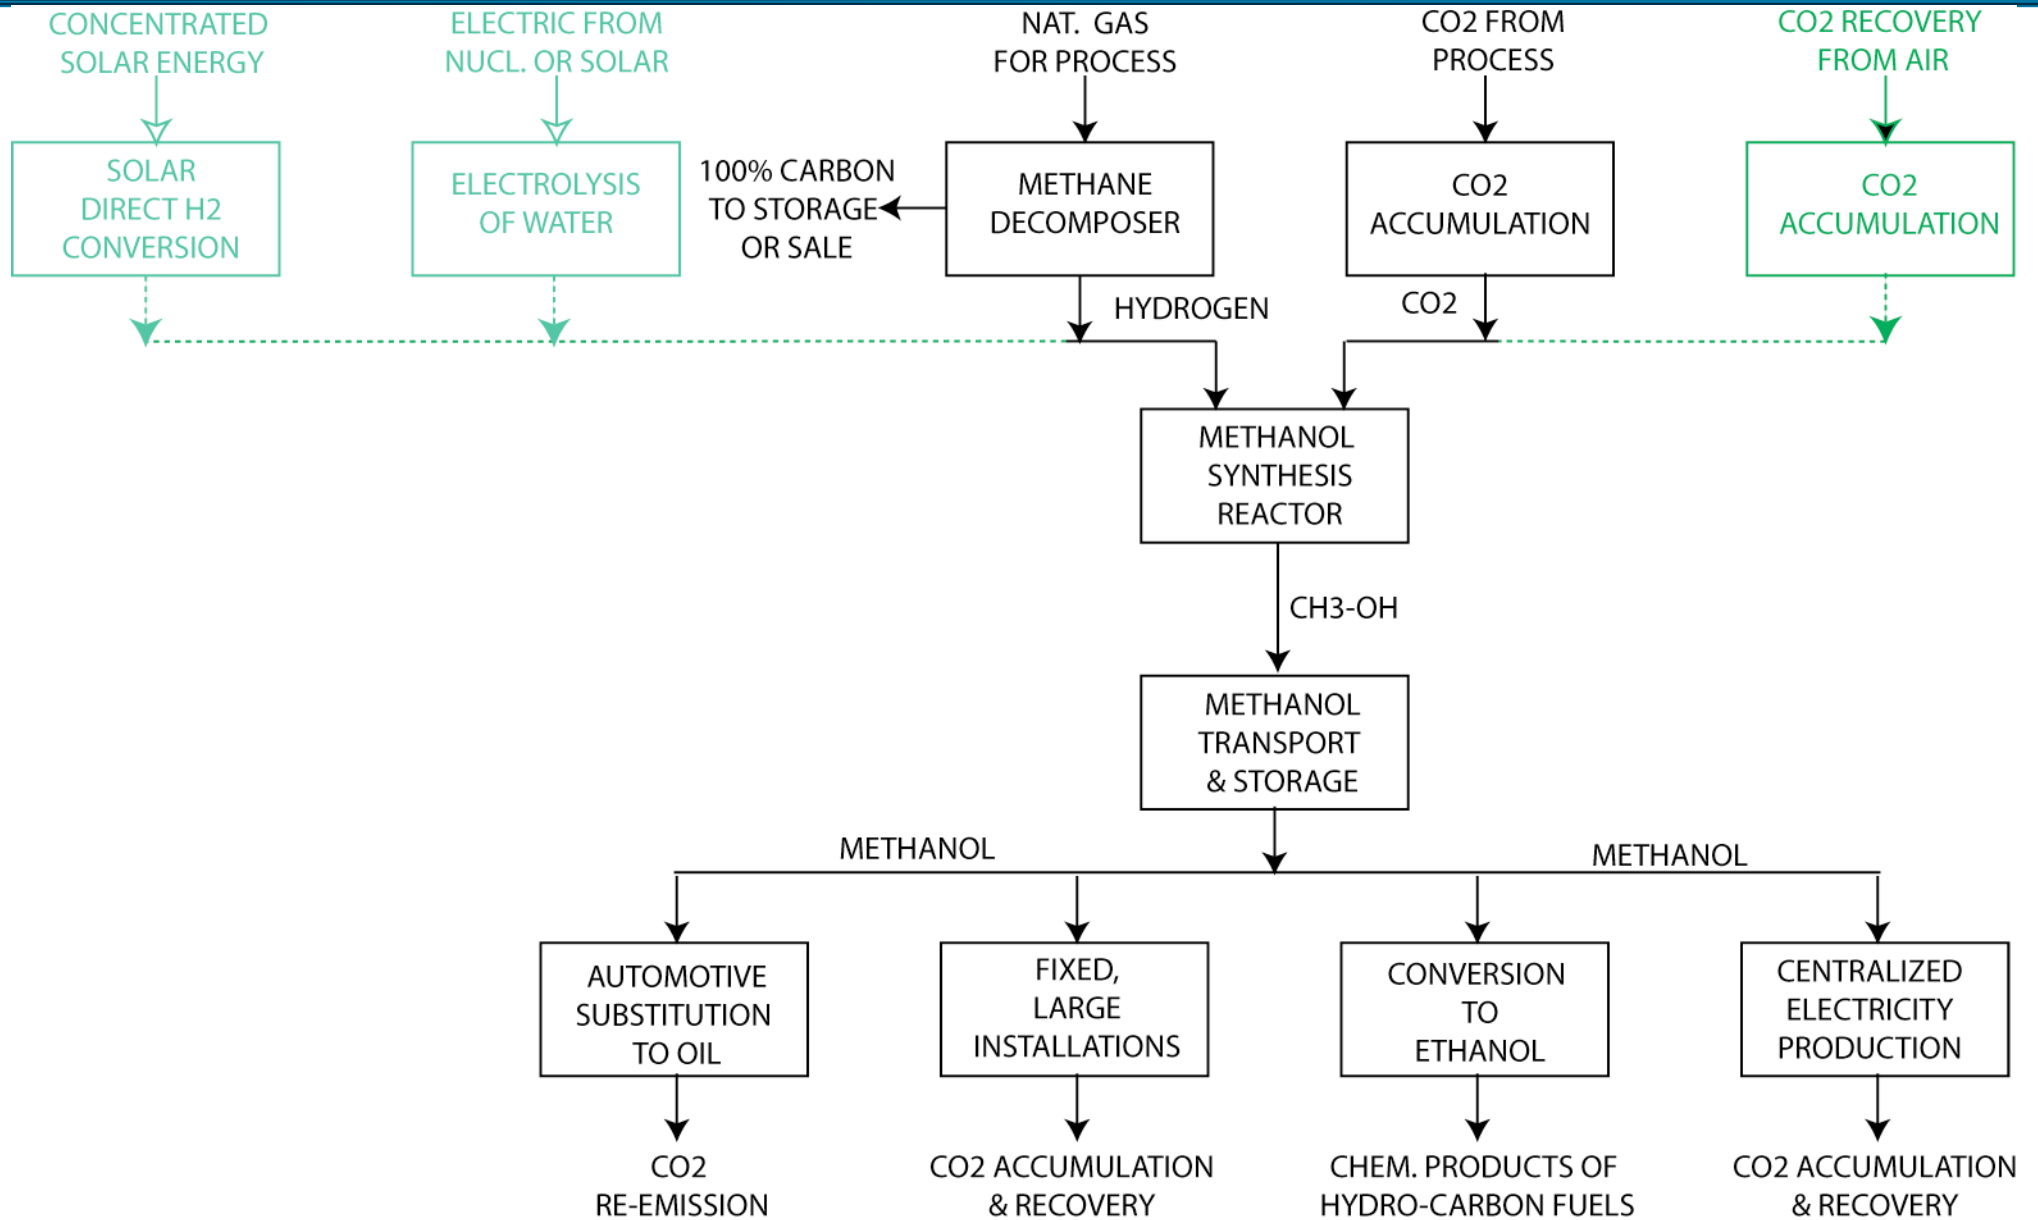 CONCENTRATED
SOLAR ENERGY
ELECTRIC FROM
NUCL. OR SOLAR
NAT. GAS
FOR PROCESS
CO2 FROM
PROCESS
CO2 RECOVERY
FROM AIR
SOLAR
DIRECT H2
CONVERSION
ELECTROLYSIS
OF WATER
100% CARBON
TO STORAGE
OR SALE
METHANE
DECOMPOSER
CO2
ACCUMULATION
CO2
ACCUMULATION
HYDROGEN
CO2
METHANOL
SYNTHESIS
REACTOR
CH3-OH
METHANOL
TRANSPORT
& STORAGE
METHANOL
METHANOL
AUTOMOTIVE
SUBSTITUTION
TO OIL
FIXED,
LARGE
INSTALLATIONS
CONVERSION
TO
ETHANOL
CENTRALIZED
ELECTRICITY
PRODUCTION
CO2
RE-EMISSION
CO2 ACCUMULATION
& RECOVERY
CHEM. PRODUCTS OF
HYDRO-CARBON FUELS
CO2 ACCUMULATION
& RECOVERY